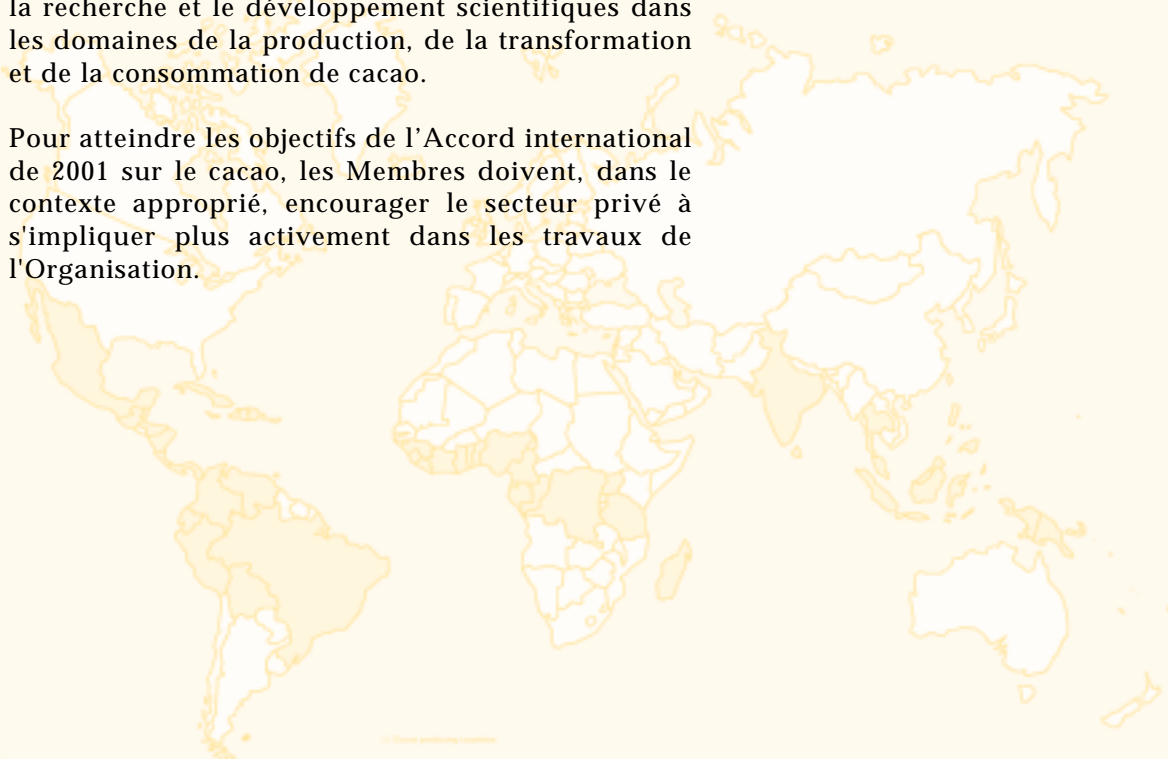 la recherche et le développement scientifiques dans
les domaines de la production, de la transformation
et de la consommation de cacao.
Pour atteindre les objectifs de l’Accord international
de 2001 sur le cacao, les Membres doivent, dans le
contexte approprié, encourager le secteur privé à
s'impliquer plus activement dans les travaux de
l'Organisation.